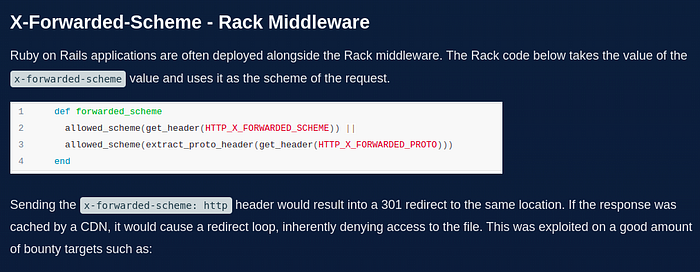 X-Forwarded-Scheme - Rack Middleware
Ruby on Rails applications are often deployed alongside the Rack middleware. The Rack code below takes the value of the
x-forwarded-scheme value and uses it as the scheme of the request.
1 def forwarded_scheme
2 allowed_scheme(get_header(HTTP_X_FORWARDED_SCHEME)) ||
3 allowed_scheme(extract_proto_header(get_header(HTTP_X_FORWARDED_PROTO)))
4 end
Sending the x-forwarded-scheme: http header would result into a 301 redirect to the same location. If the response was
cached by a CDN, it would cause a redirect loop, inherently denying access to the file. This was exploited on a good amount
of bounty targets such as: